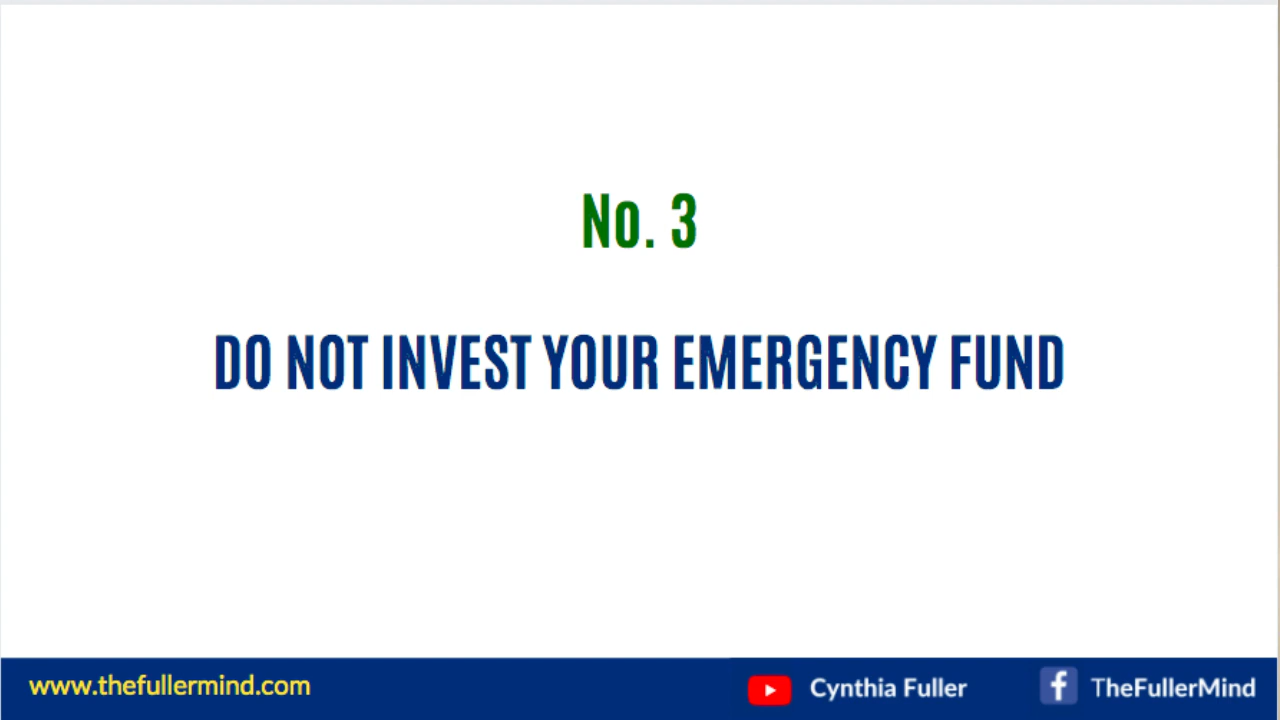 No. 3
DO NOT INVEST YOUR EMERGENCY FUND
www.thefullermind.com
Cynthia Fuller
TheFullerMind